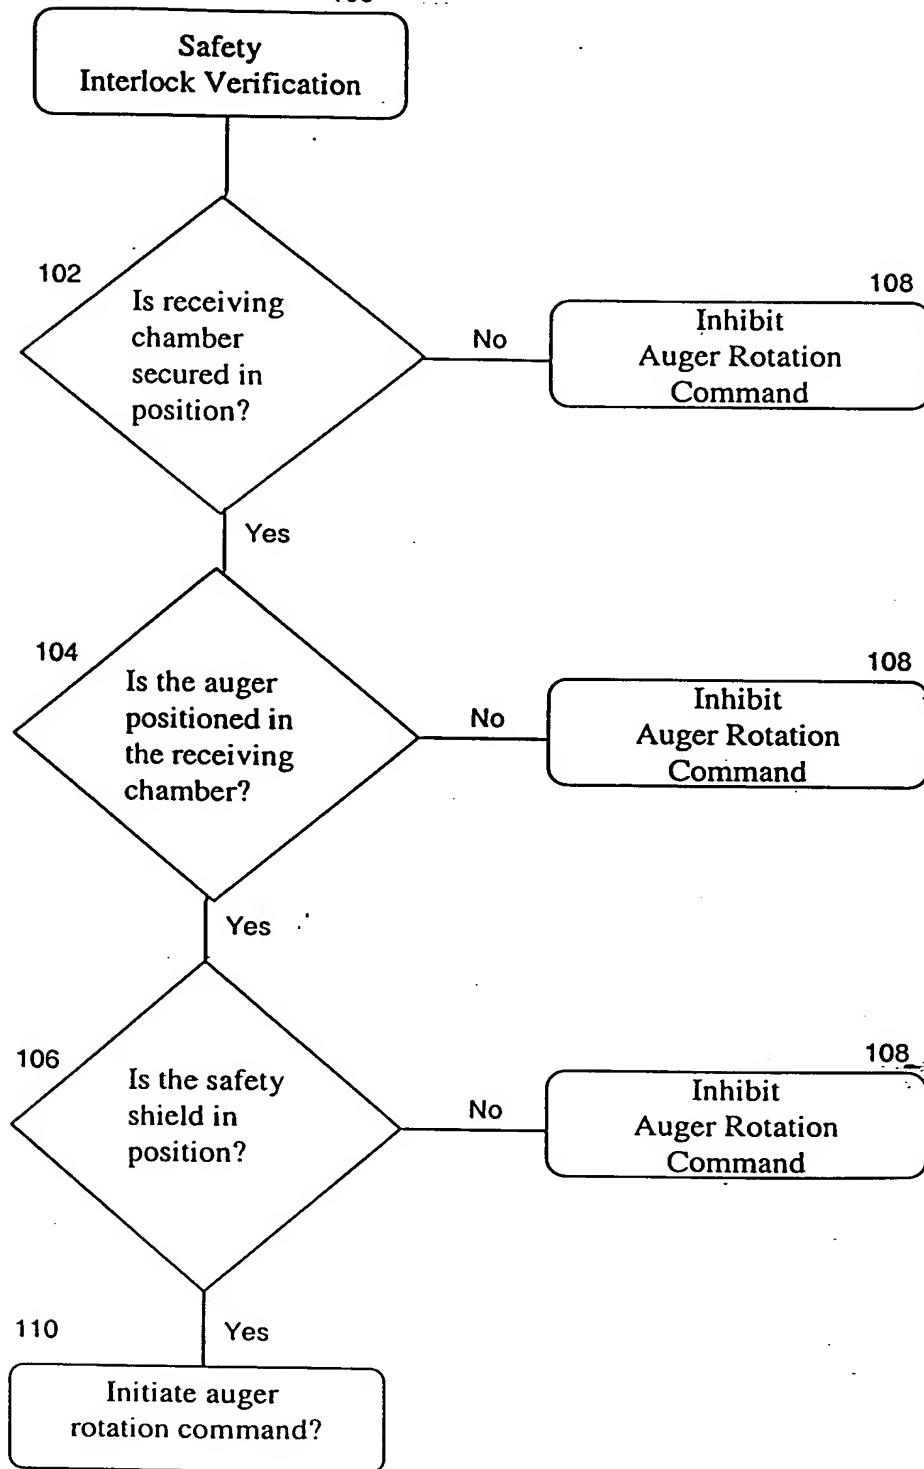 Safety
Interlock Verification
102
Is receiving
chamber
secured in
position?
No
108
Inhibit
Auger Rotation
Command
Yes
104
Is the auger
positioned in
the receiving
chamber?
No
108
Inhibit
Auger Rotation
Command
Yes
106
Is the safety
shield in
position?
No
108
Inhibit
Auger Rotation
Command
110
Yes
Initiate auger
rotation command?